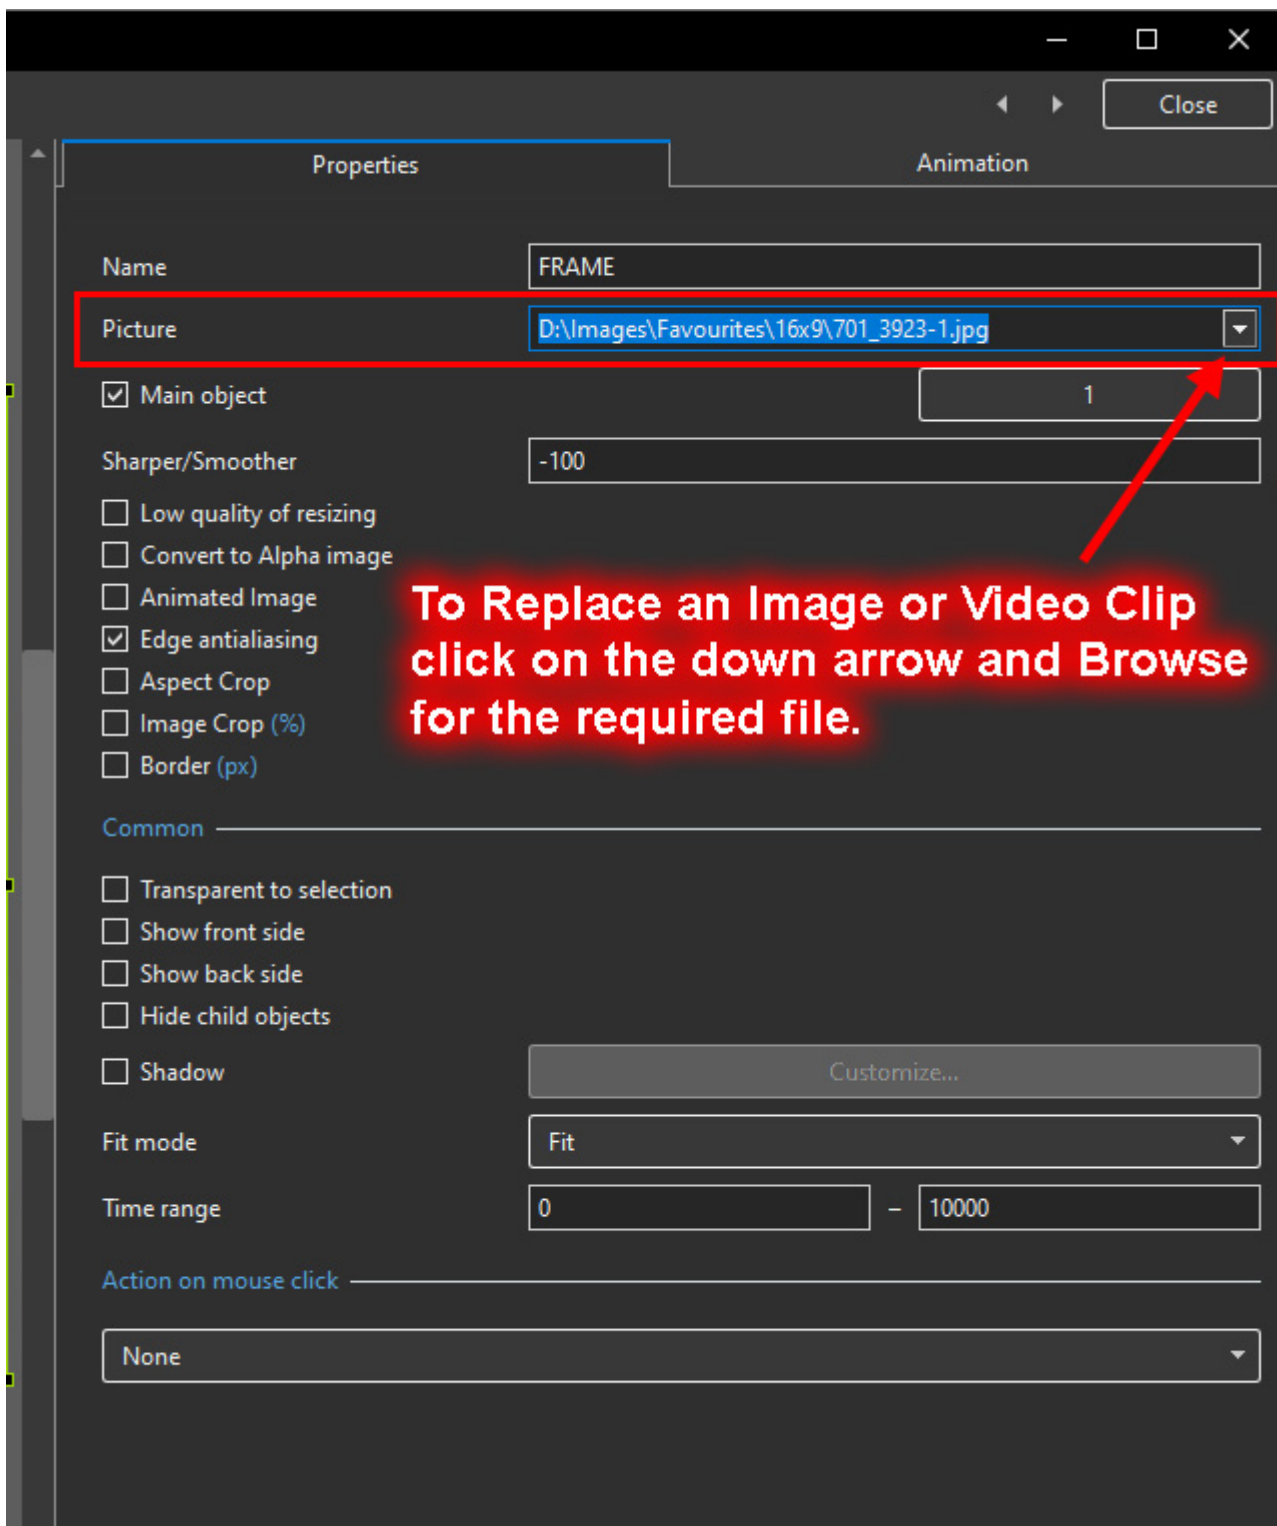 Close
Properties
Animation
Name
FRAME
Picture
D:\Images\Favourites\16x9\701_3923-1.jpg
Main object
1
Sharper/Smoother
-100
Low quality of resizing
Convert to Alpha image
Animated Image
Edge antialiasing
Aspect Crop
Image Crop (%)
Border (px)
To Replace an Image or Video Clip
click on the down arrow and Browse
for the required file.
Common
Transparent to selection
Show front side
Show back side
Hide child objects
Shadow
Customize...
Fit mode
Fit
Time range
0 – 10000
Action on mouse click
None